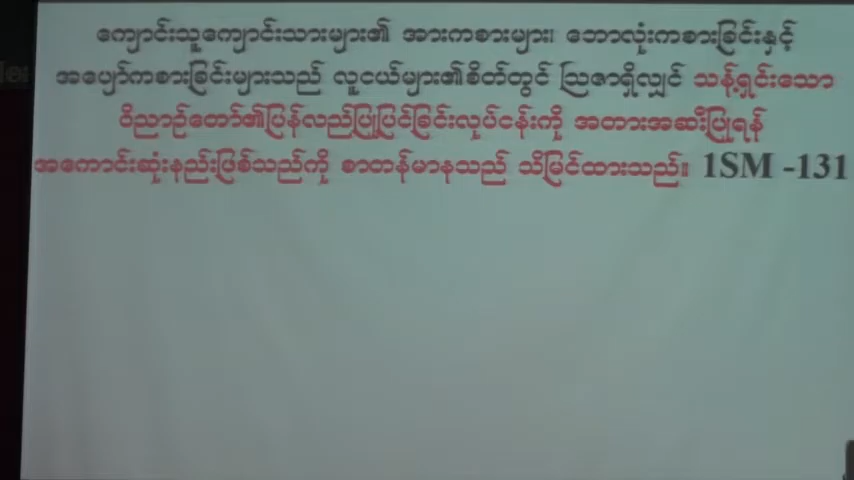 ကျောင်းသူကျောင်းသားများ၏ အားကစားများ၊ ဘောလုံးကစားခြင်းနှင့်
အပျော်ကစားခြင်းများသည် လူငယ်များ၏စိတ်တွင် ဩဇာရှိလျှင် သန့်ရှင်းသော
ဝိညာဉ်တော်၏ပြန်လည်ပြုပြင်ခြင်းလုပ်ငန်းကို အတားအဆီးပြုရန်
အကောင်းဆုံးနည်းဖြစ်သည်ကို စာတန်မာနသည် သိမြင်ထားသည်။ 1SM -131